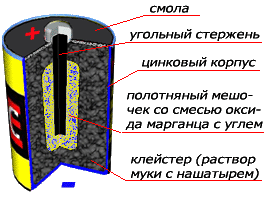 смола
угольный стержень
цинковый корпус
полотняный мешо-
чек со смесью окси-
да марганца с углем
клейстер (раствор
муки с нашатырем)
+
-